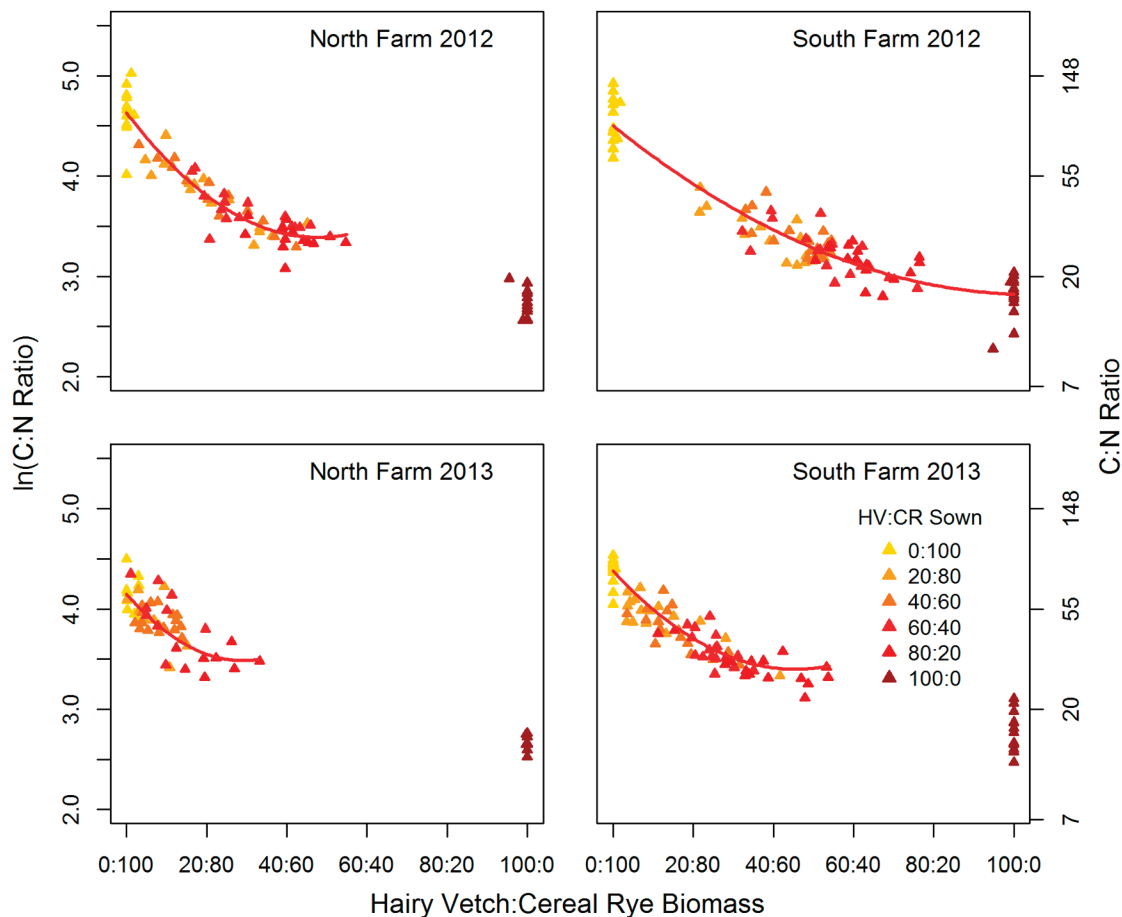 North Farm 2012
South Farm 2012
5.0
4.0
3.0
2.0
148
55
20
7
North Farm 2013
South Farm 2013
HV:CR Sown
0:100
20:80
40:60
60:40
80:20
100:0
5.0
4.0
3.0
2.0
148
55
20
7
ln(C:N Ratio)
C:N Ratio
0:100 20:80 40:60 60:40 80:20 100:0
0:100 20:80 40:60 60:40 80:20 100:0
Hairy Vetch:Cereal Rye Biomass